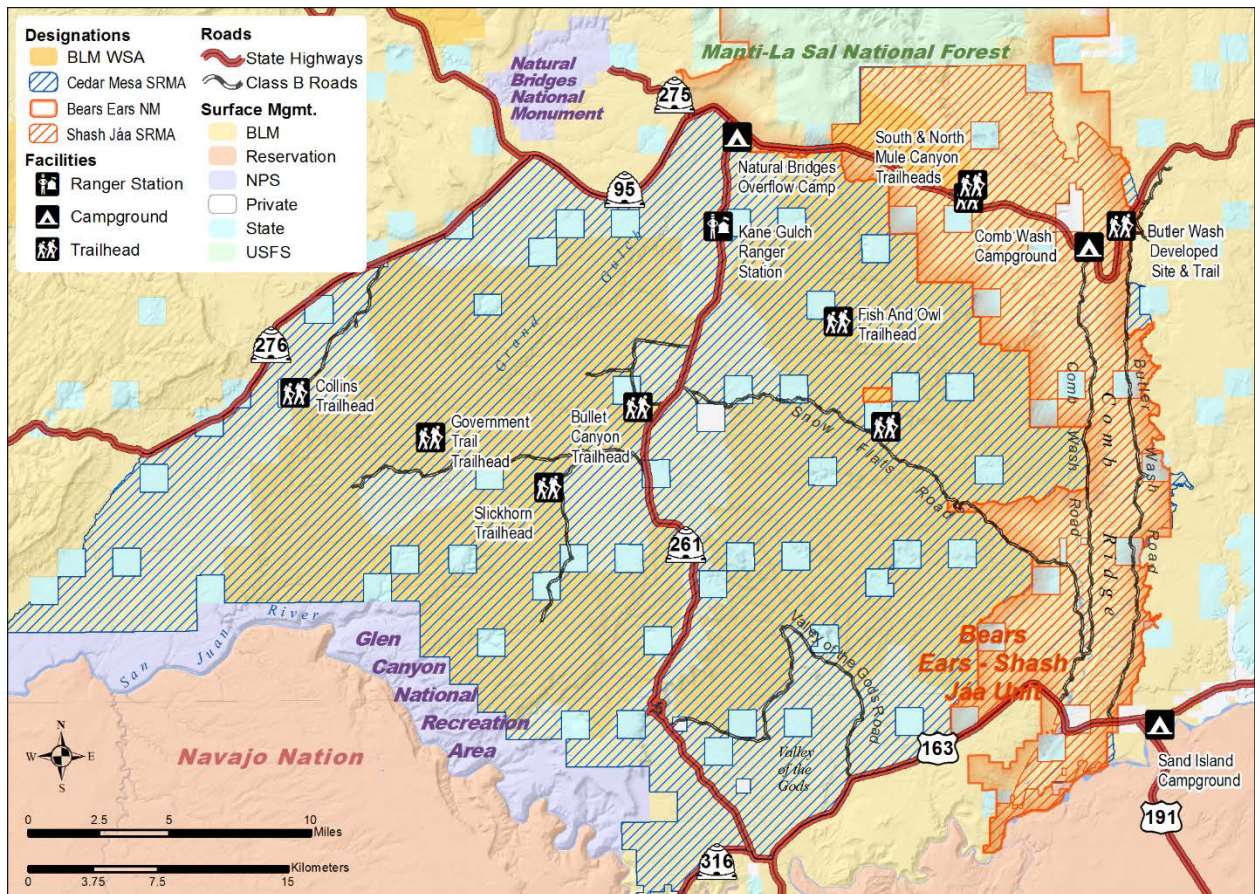 Designations
BLM WSA
Cedar Mesa SRMA
Bears Ears NM
Shash Jáa SRMA
Facilities
Ranger Station
Campground
Trailhead
Roads
State Highways
Class B Roads
Surface Mgmt.
BLM
Reservation
NPS
Private
State
USFS
Natural
Bridges
National
Monument
Manti-La Sal National Forest
275
95
276
261
163
191
316
Natural Bridges
Overflow Camp
South & North
Mule Canyon
Trailheads
Kane Gulch
Ranger
Station
Comb Wash
Campground
Butler Wash
Developed
Site & Trail
Grand Gulch
Fish And Owl
Trailhead
Collins
Trailhead
Government
Trail
Trailhead
Bullet
Canyon
Trailhead
Slickhorn
Trailhead
Snow Flats Road
Comb Wash Road
Comb Ridge
Butler Wash Road
San Juan River
Glen
Canyon
National
Recreation
Area
Navajo Nation
Valley of the Gods Road
Valley
of the
Gods
Bears
Ears - Shash
Jáa Unit
Sand Island
Campground
N
W E
S
0 2.5 5 10
Miles
Kilometers
0 3.75 7.5 15